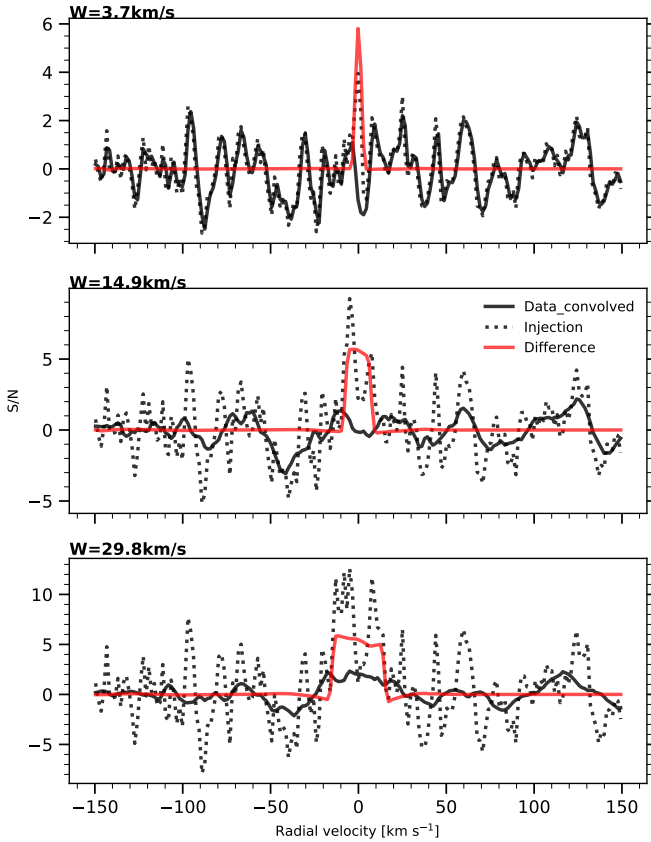 W=3.7km/s
6
4
2
0
−2
W=14.9km/s
Data_convolved
Injection
Difference
5
0
−5
S/N
W=29.8km/s
10
5
0
−5
−150 −100 −50 0 50 100 150
Radial velocity [km s⁻¹]